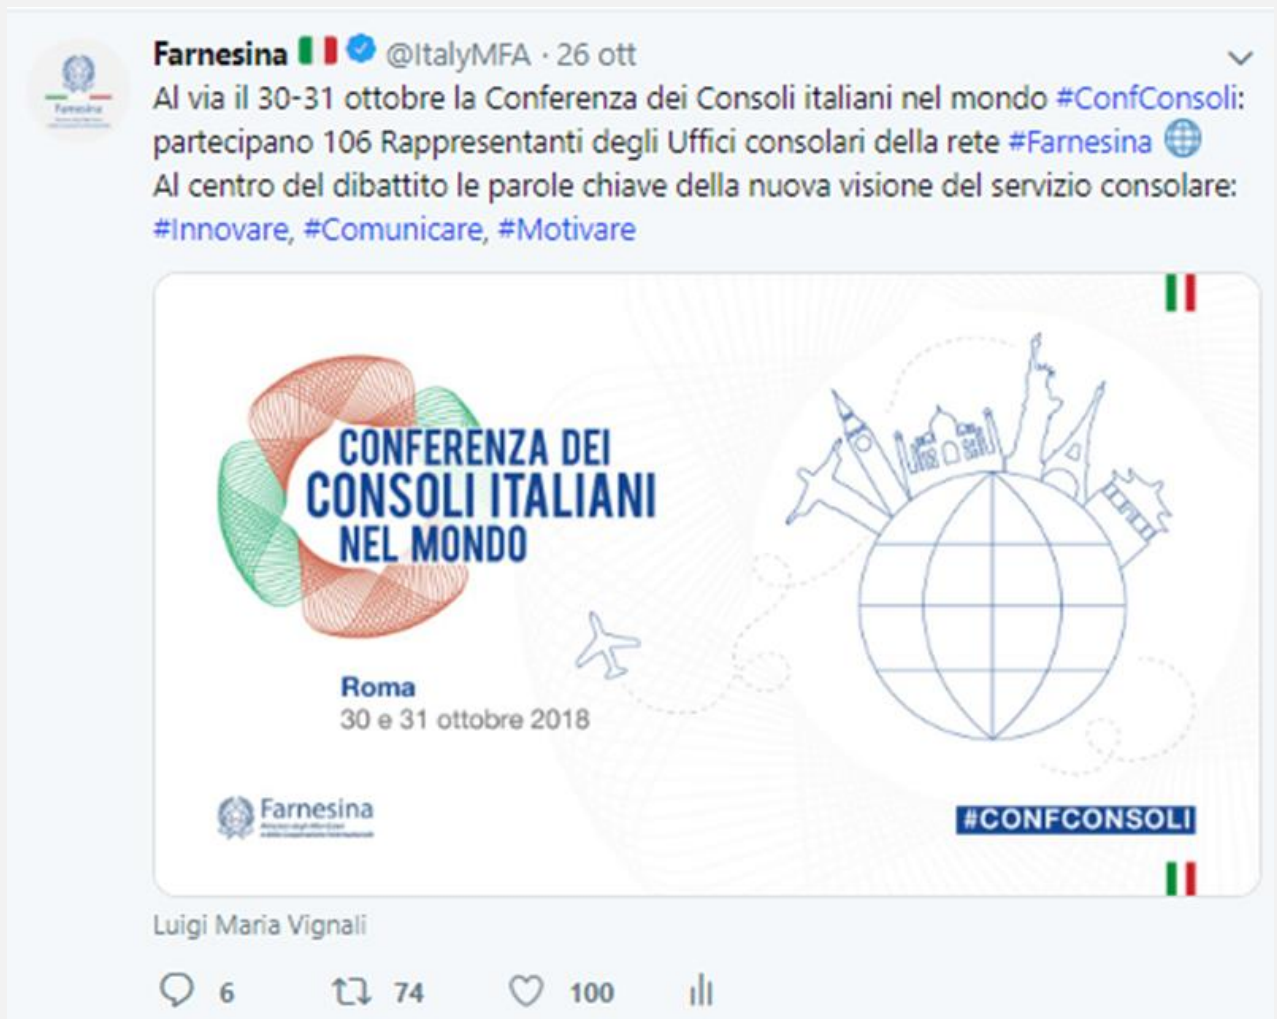 Farnesina @ItalyMFA · 26 ott
Al via il 30-31 ottobre la Conferenza dei Consoli italiani nel mondo #ConfConsoli:
partecipano 106 Rappresentanti degli Uffici consolari della rete #Farnesina
Al centro del dibattito le parole chiave della nuova visione del servizio consolare:
#Innovare, #Comunicare, #Motivare
CONFERENZA DEI
CONSOLI ITALIANI
NEL MONDO
Roma
30 e 31 ottobre 2018
Farnesina
#CONFCONSOLI
Luigi Maria Vignali
6 74 100